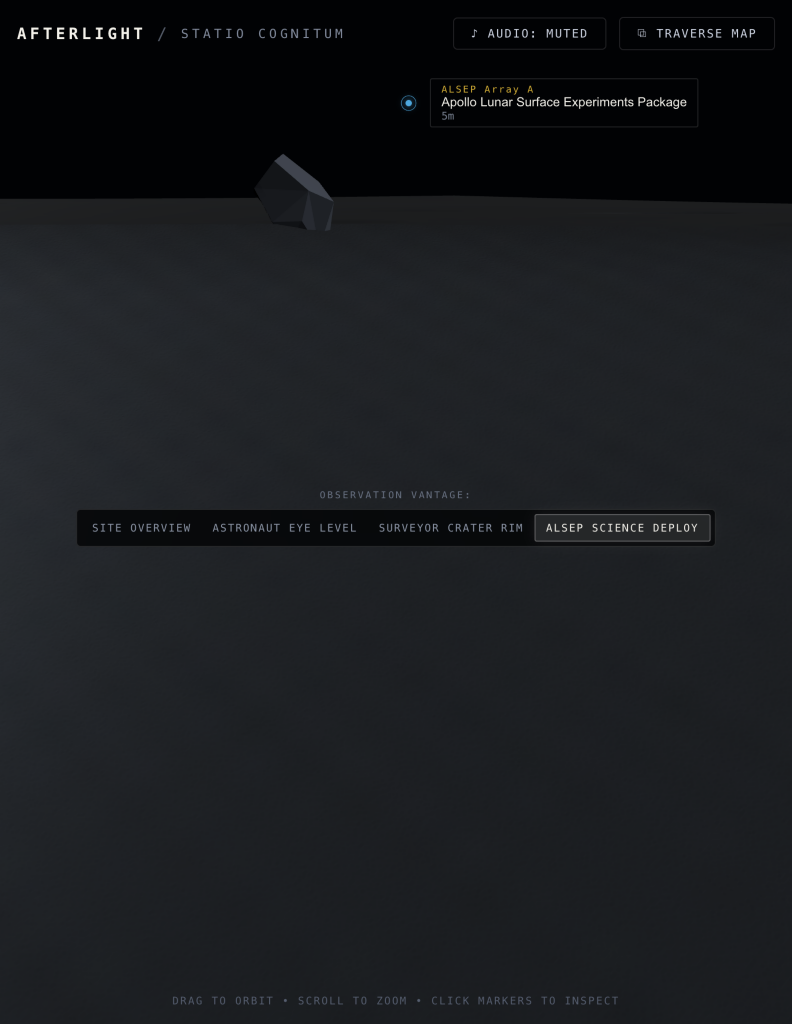 AFTERLIGHT / STATIO COGNITUM
♪ AUDIO: MUTED
TRAVERSE MAP
ALSEP Array A
Apollo Lunar Surface Experiments Package
5m
OBSERVATION VANTAGE:
SITE OVERVIEW ASTRONAUT EYE LEVEL SURVEYOR CRATER RIM ALSEP SCIENCE DEPLOY
DRAG TO ORBIT • SCROLL TO ZOOM • CLICK MARKERS TO INSPECT